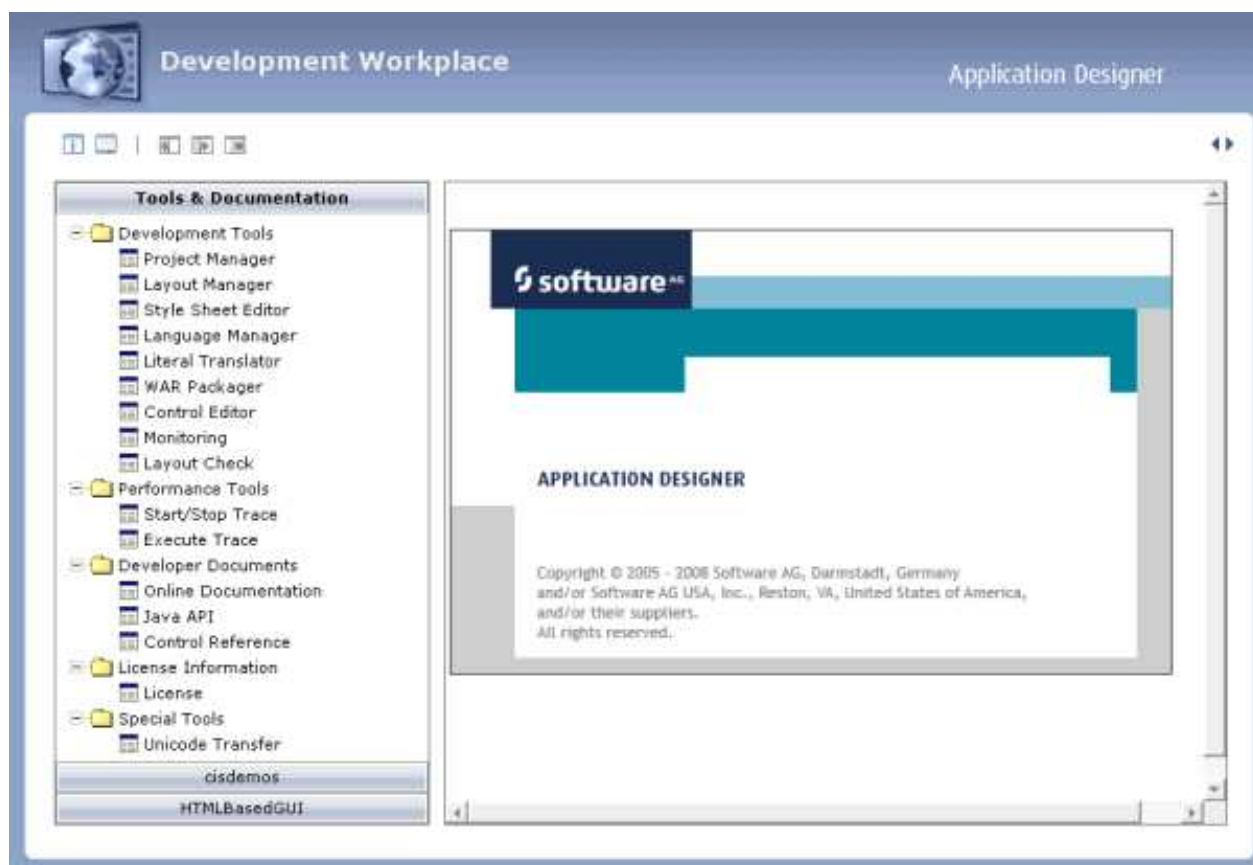 Development Workplace
Application Designer
Tools & Documentation
Development Tools
Project Manager
Layout Manager
Style Sheet Editor
Language Manager
Literal Translator
WAR Packager
Control Editor
Monitoring
Layout Check
Performance Tools
Start/Stop Trace
Execute Trace
Developer Documents
Online Documentation
Java API
Control Reference
License Information
License
Special Tools
Unicode Transfer
cisdemos
HTMLBasedGUI
software AG
APPLICATION DESIGNER
Copyright © 2005 - 2008 Software AG, Darmstadt, Germany
and/or Software AG USA, Inc., Reston, VA, United States of America,
and/or their suppliers.
All rights reserved.